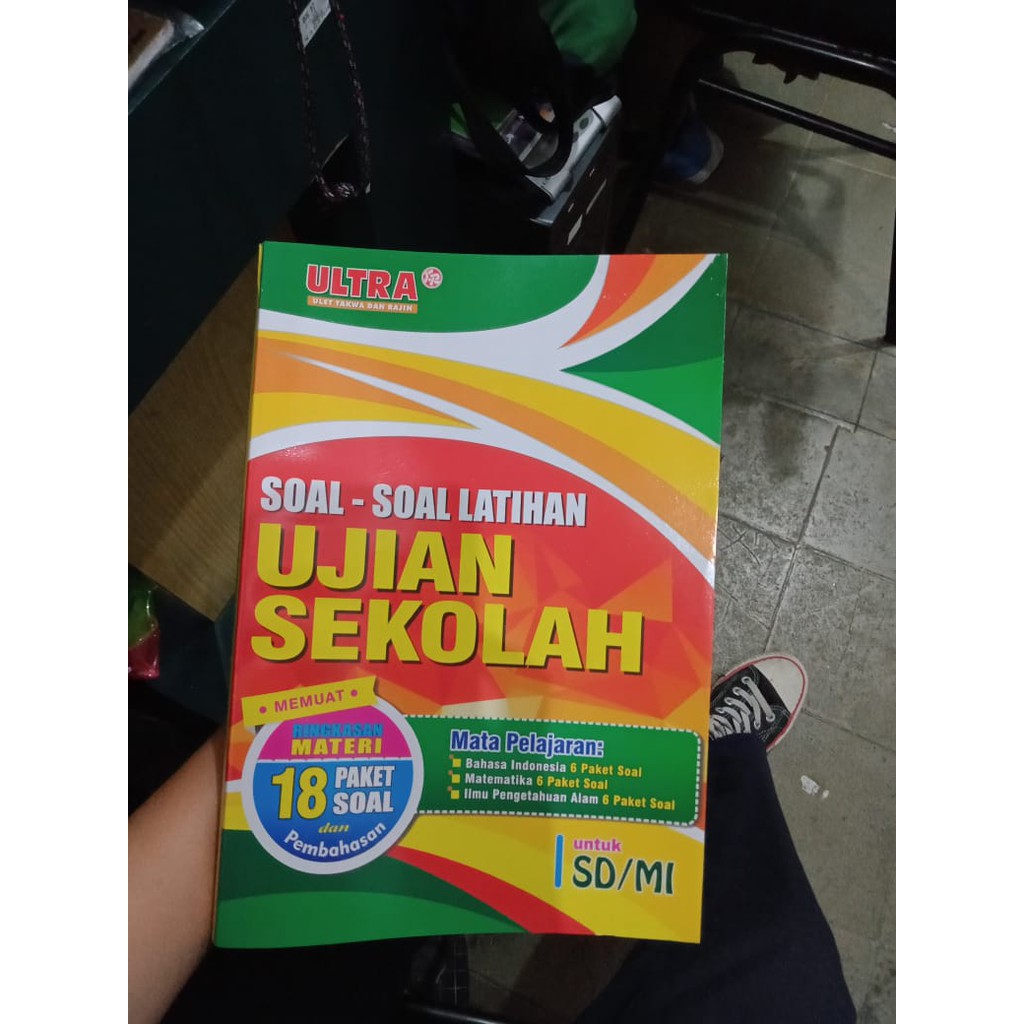 ULTRA
ULET TAKWA DAN RAJIN
SOAL - SOAL LATIHAN
UJIAN
SEKOLAH
• MEMUAT •
RINGKASAN
MATERI
18 PAKET SOAL
dan
Pembahasan
Mata Pelajaran:
Bahasa Indonesia 6 Paket Soal
Matematika 6 Paket Soal
Ilmu Pengetahuan Alam 6 Paket Soal
untuk
SD/MI